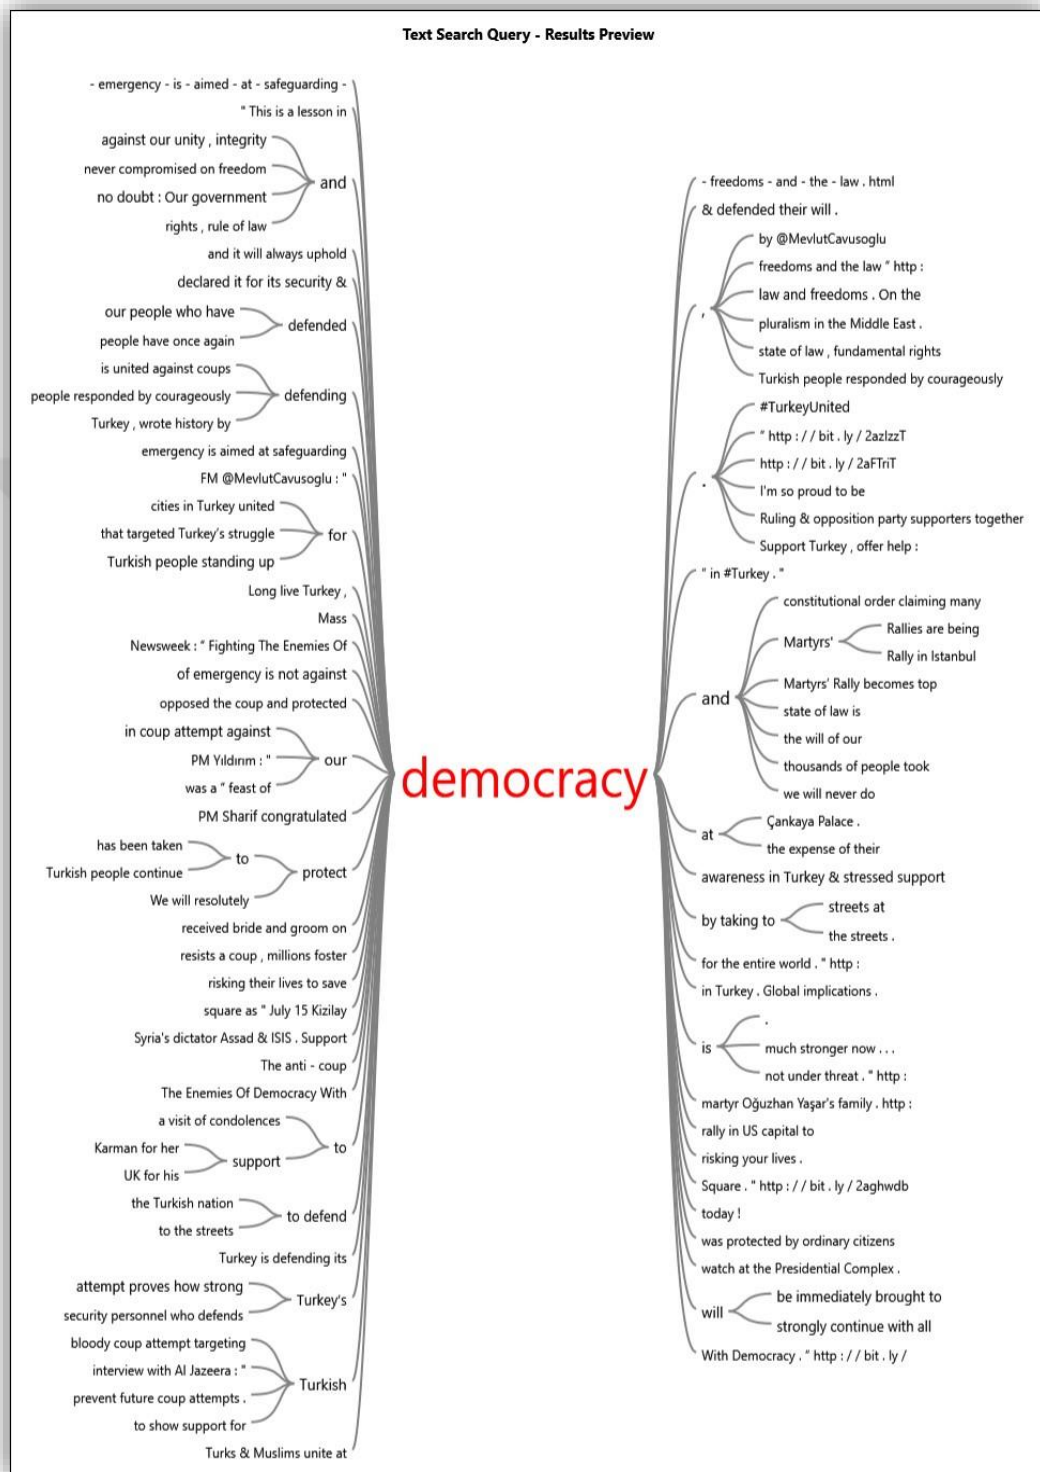 Text Search Query - Results Preview
- emergency - is - aimed - at - safeguarding -
" This is a lesson in
against our unity , integrity
never compromised on freedom
no doubt : Our government
rights , rule of law
and
and it will always uphold
declared it for its security &
our people who have
people have once again
defended
is united against coups
people responded by courageously
Turkey , wrote history by
defending
emergency is aimed at safeguarding
FM @MevlutCavusoglu : "
cities in Turkey united
that targeted Turkey's struggle
Turkish people standing up
for
Long live Turkey ,
Mass
Newsweek : " Fighting The Enemies Of
of emergency is not against
opposed the coup and protected
in coup attempt against
PM Yıldırım : "
was a " feast of
our
PM Sharif congratulated
has been taken
Turkish people continue
to
We will resolutely
protect
received bride and groom on
resists a coup , millions foster
risking their lives to save
square as " July 15 Kizilay
Syria's dictator Assad & ISIS . Support
The anti - coup
The Enemies Of Democracy With
a visit of condolences
Karman for her
UK for his
support
to
the Turkish nation
to the streets
to defend
Turkey is defending its
attempt proves how strong
security personnel who defends
Turkey's
bloody coup attempt targeting
interview with Al Jazeera : "
prevent future coup attempts .
to show support for
Turkish
Turks & Muslims unite at
democracy
- freedoms - and - the - law . html
& defended their will .
,
by @MevlutCavusoglu
freedoms and the law " http :
law and freedoms . On the
pluralism in the Middle East .
state of law , fundamental rights
Turkish people responded by courageously
.
#TurkeyUnited
" http : / / bit . ly / 2azIzzT
http : / / bit . ly / 2aFTriT
I'm so proud to be
Ruling & opposition party supporters together
Support Turkey , offer help :
" in #Turkey . "
and
constitutional order claiming many
Martyrs'
Rallies are being
Rally in Istanbul
Martyrs' Rally becomes top
state of law is
the will of our
thousands of people took
we will never do
at
Çankaya Palace .
the expense of their
awareness in Turkey & stressed support
by taking to
streets at
the streets .
for the entire world . " http :
in Turkey . Global implications .
is
.
much stronger now . . .
not under threat . " http :
martyr Oğuzhan Yaşar's family . http :
rally in US capital to
risking your lives .
Square . " http : / / bit . ly / 2aghwdb
today !
was protected by ordinary citizens
watch at the Presidential Complex .
will
be immediately brought to
strongly continue with all
With Democracy . " http : / / bit . ly /